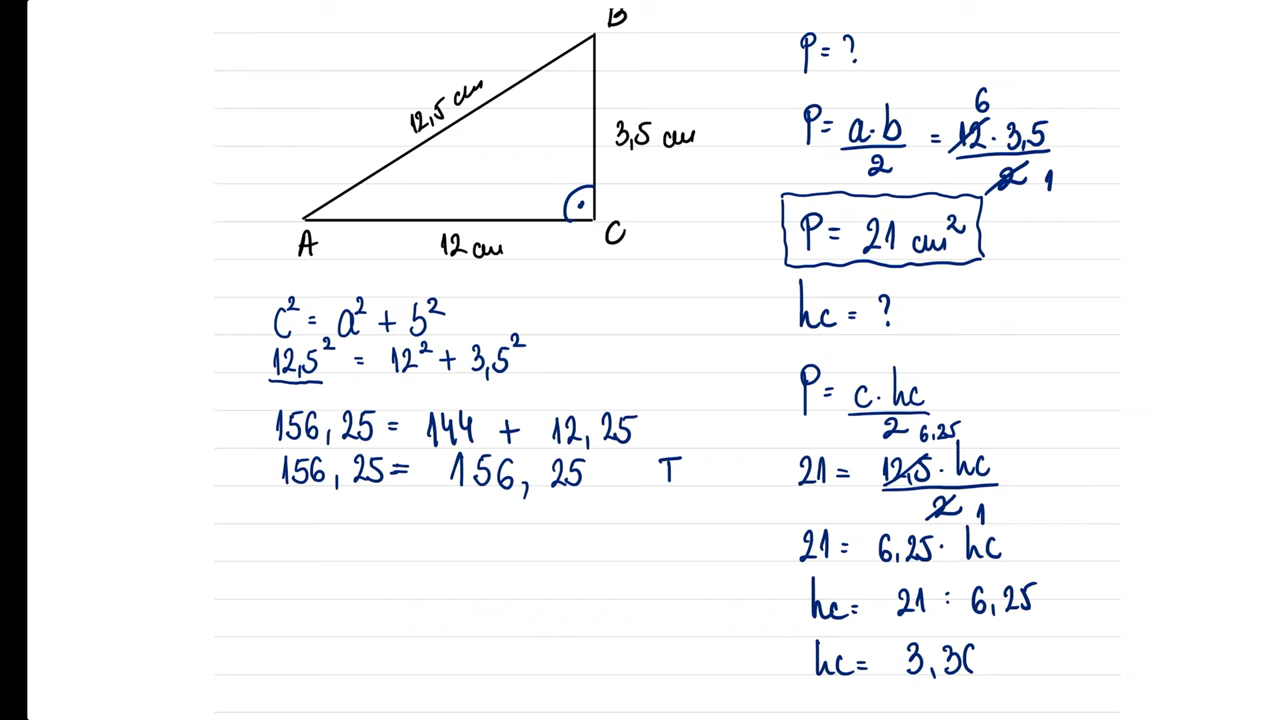 B
12,5 cm
3,5 cm
A
12 cm
C
c² = a² + b²
12,5² = 12² + 3,5²
156,25 = 144 + 12,25
156,25 = 156,25 T
P = ?
6
P = a · b / 2 = 12 · 3,5 / 2 1
P = 21 cm²
hc = ?
P = c · hc / 2
6,25
21 = 12,5 · hc / 2 1
21 = 6,25 · hc
hc = 21 : 6,25
hc = 3,3